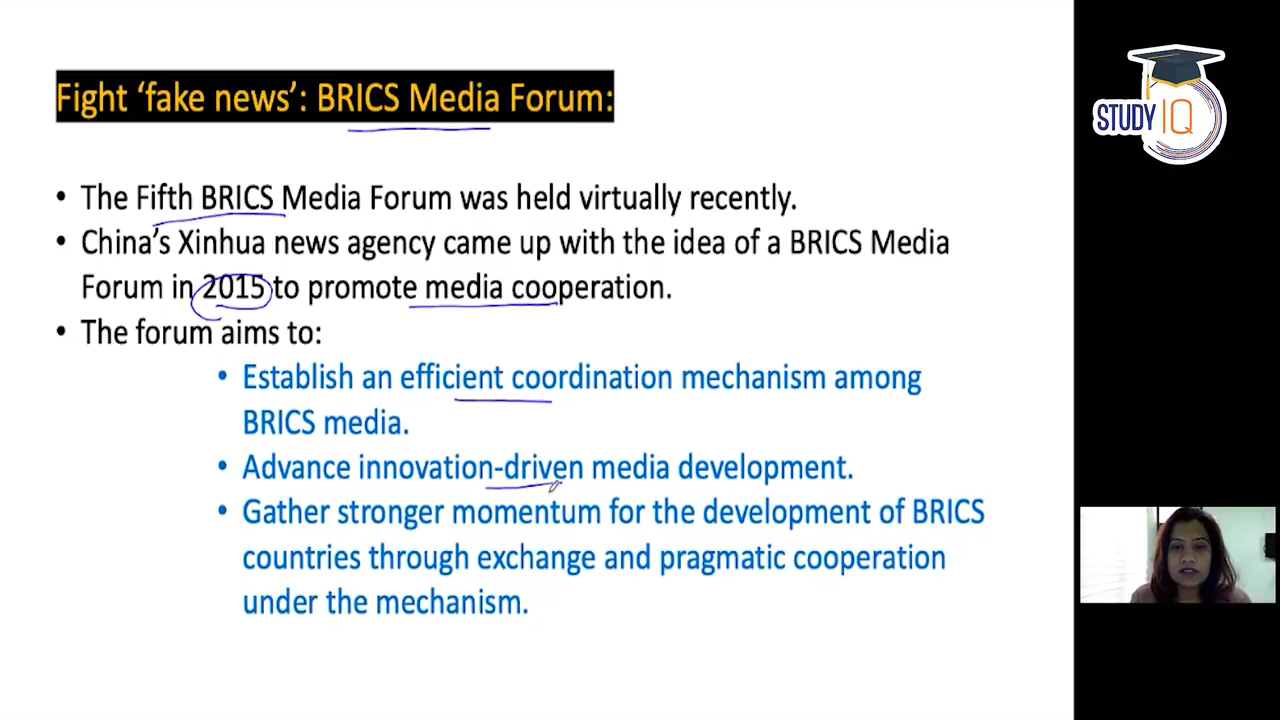 Fight ‘fake news’: BRICS Media Forum:
• The Fifth BRICS Media Forum was held virtually recently.
• China’s Xinhua news agency came up with the idea of a BRICS Media
Forum in 2015 to promote media cooperation.
• The forum aims to:
• Establish an efficient coordination mechanism among
BRICS media.
• Advance innovation-driven media development.
• Gather stronger momentum for the development of BRICS
countries through exchange and pragmatic cooperation
under the mechanism.
STUDY IQ